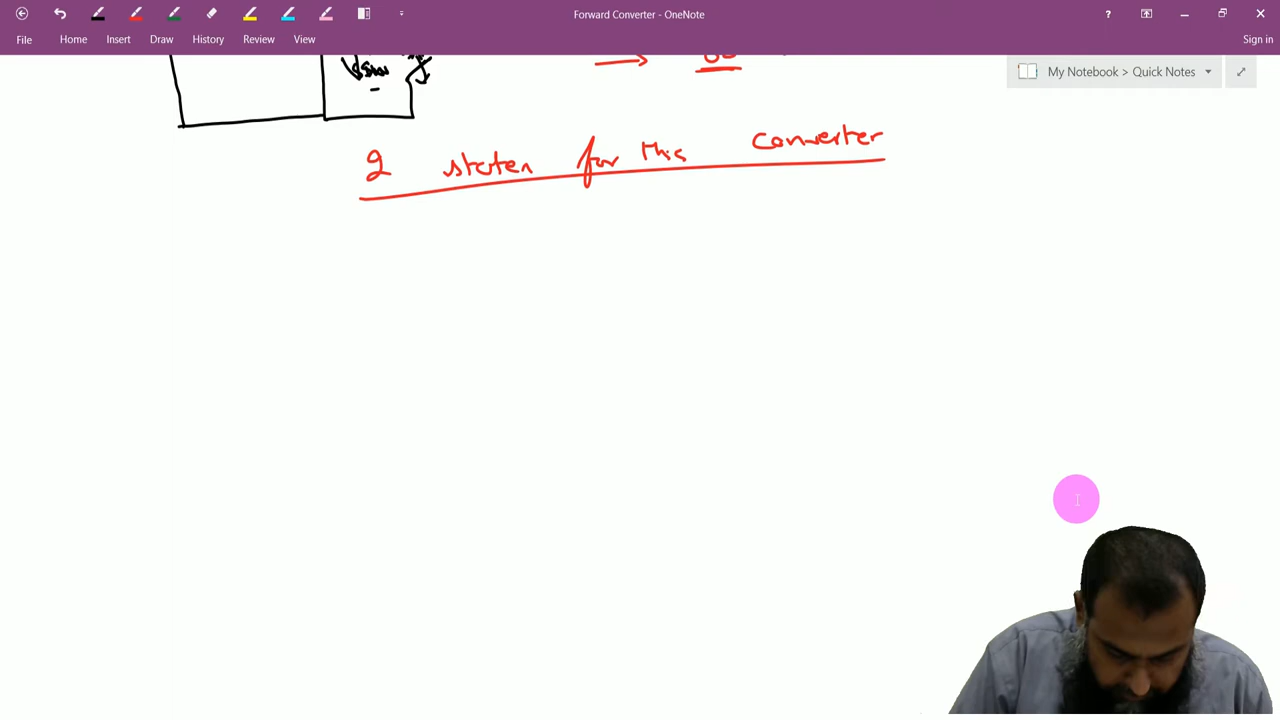 Forward Converter - OneNote
?
File Home Insert Draw History Review View
Sign in
My Notebook > Quick Notes
2 states for this converter